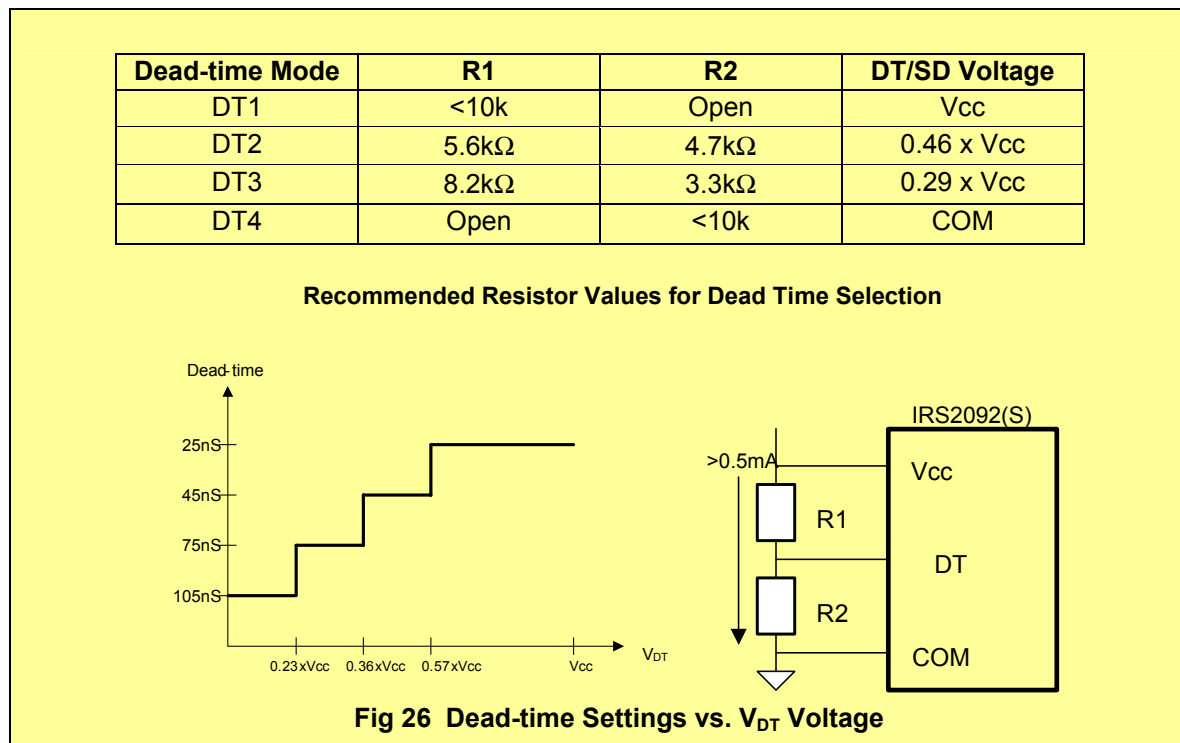 Dead-time Mode R1 R2 DT/SD Voltage
DT1 <10k Open Vcc
DT2 5.6kΩ 4.7kΩ 0.46 x Vcc
DT3 8.2kΩ 3.3kΩ 0.29 x Vcc
DT4 Open <10k COM
Recommended Resistor Values for Dead Time Selection
Dead-time
25nS
45nS
75nS
105nS
0.23xVcc 0.36xVcc 0.57xVcc Vcc VDT
IRS2092(S)
>0.5mA
Vcc
R1
DT
R2
COM
Fig 26 Dead-time Settings vs. VDT Voltage